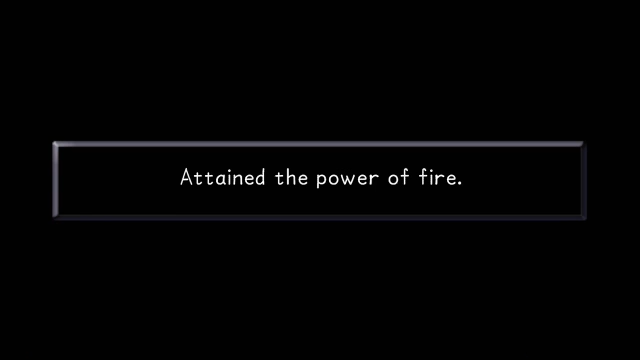 Attained the power of fire.